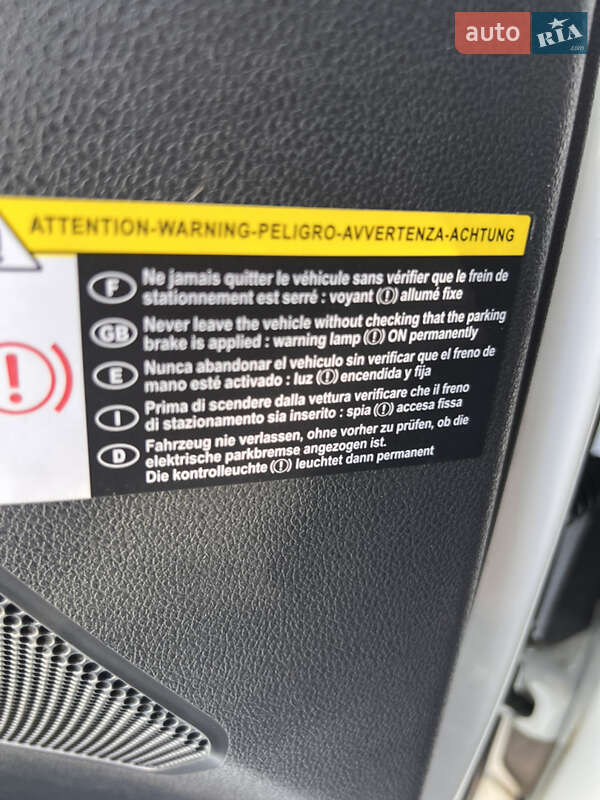 auto RIA.com
ATTENTION-WARNING-PELIGRO-AVVERTENZA-ACHTUNG
F Ne jamais quitter le véhicule sans vérifier que le frein de
stationnement est serré : voyant (!) allumé fixe
GB Never leave the vehicle without checking that the parking
brake is applied : warning lamp (!) ON permanently
E Nunca abandonar el vehiculo sin verificar que el freno de
mano esté activado : luz (!) encendida y fija
I Prima di scendere dalla vettura verificare che il freno
di stazionamento sia inserito : spia (!) accesa fissa
D Fahrzeug nie verlassen, ohne vorher zu prüfen, ob die
elektrische parkbremse angezogen ist.
Die kontrolleuchte (!) leuchtet dann permanent
(!)